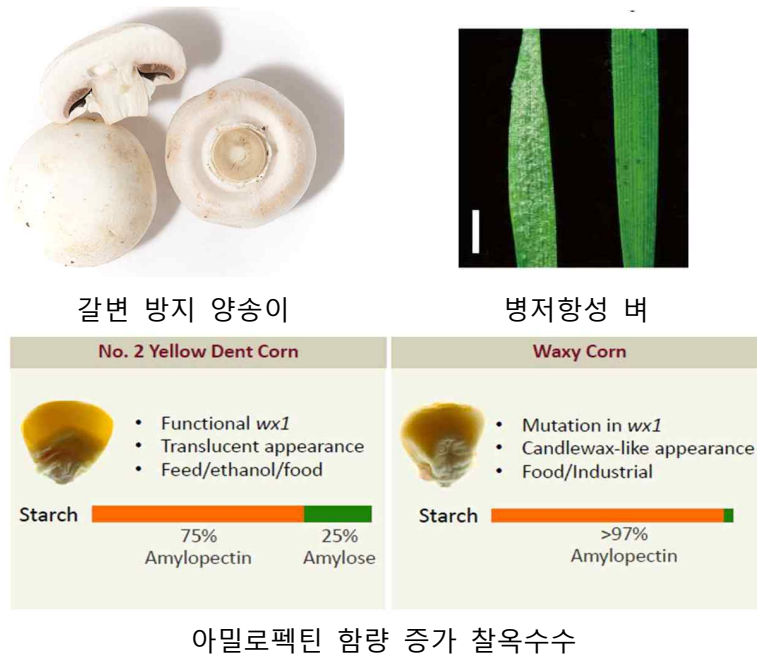 갈변 방지 양송이
병저항성 벼
No. 2 Yellow Dent Corn
• Functional wx1
• Translucent appearance
• Feed/ethanol/food
Starch
75%
Amylopectin
25%
Amylose
Waxy Corn
• Mutation in wx1
• Candlewax-like appearance
• Food/Industrial
Starch
>97%
Amylopectin
아밀로펙틴 함량 증가 찰옥수수